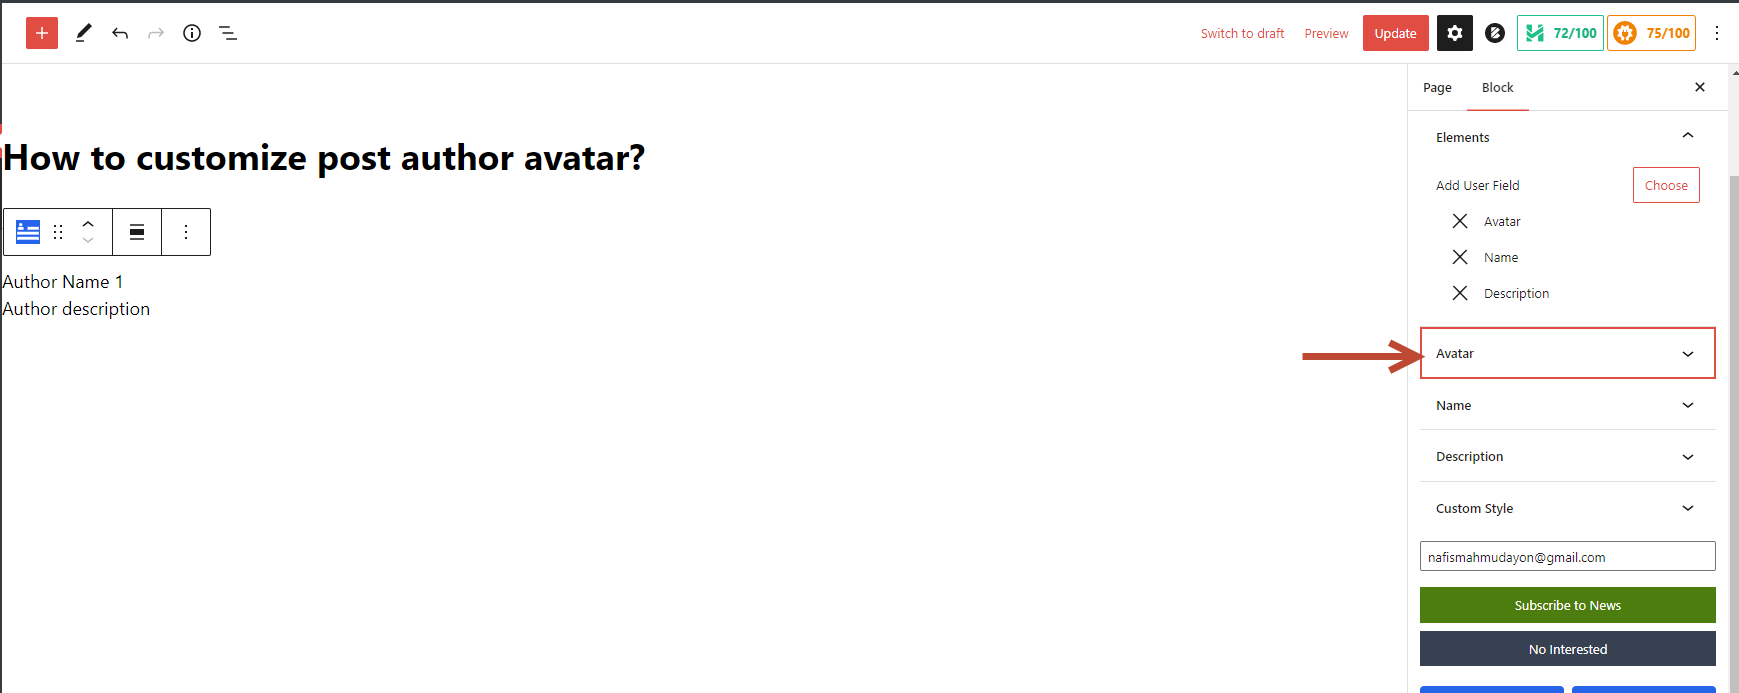 Switch to draft
Preview
Update
72/100
75/100
Page
Block
How to customize post author avatar?
Author Name 1
Author description
Elements
Add User Field
Choose
Avatar
Name
Description
Avatar
Name
Description
Custom Style
nafismahmudayon@gmail.com
Subscribe to News
No Interested